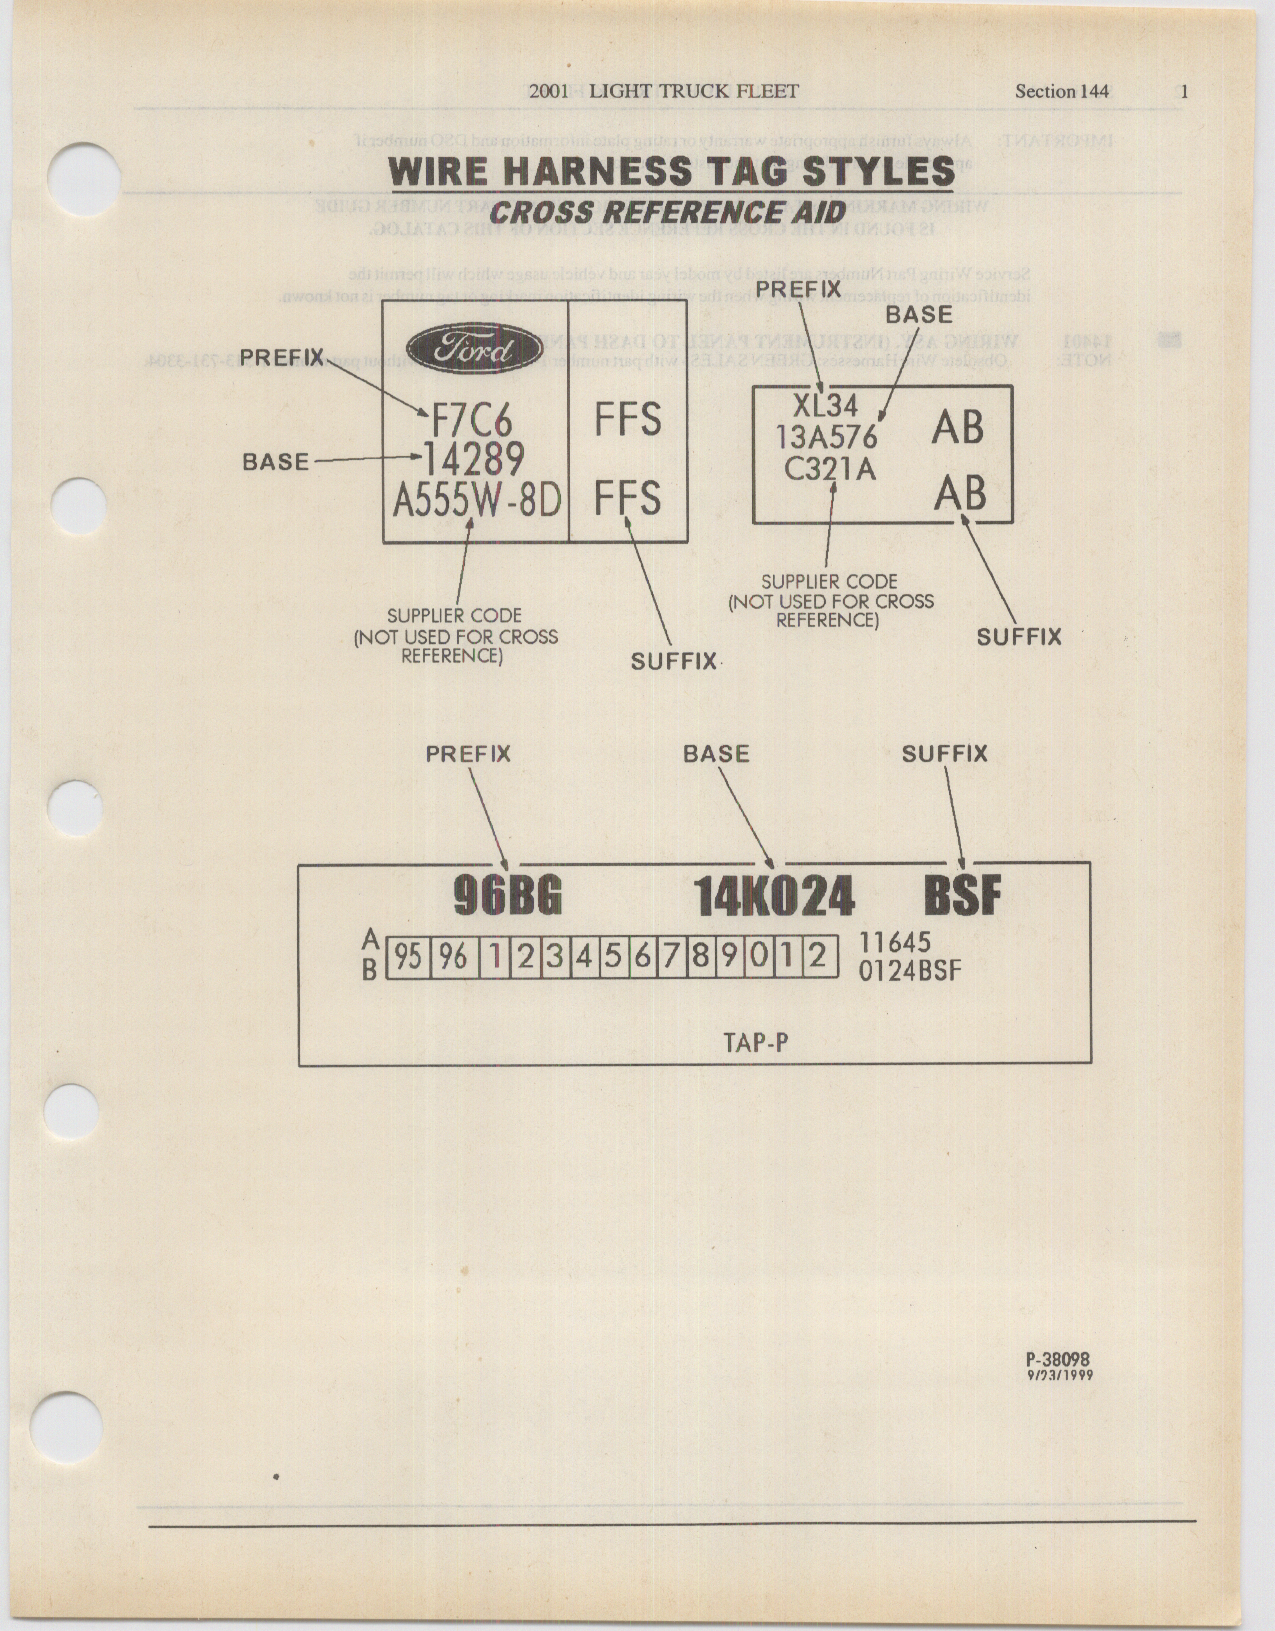 2001 LIGHT TRUCK FLEET Section 144 1
WIRE HARNESS TAG STYLES
CROSS REFERENCE AID
PREFIX
BASE
Ford
F7C6
14289
A555W-8D
FFS
FFS
SUPPLIER CODE
(NOT USED FOR CROSS
REFERENCE)
SUFFIX
PREFIX
BASE
XL34
13A576
C321A
AB
AB
SUPPLIER CODE
(NOT USED FOR CROSS
REFERENCE)
SUFFIX
PREFIX BASE SUFFIX
96BG 14K024 BSF
A
B
95 96 1 2 3 4 5 6 7 8 9 0 1 2
11645
0124BSF
TAP-P
P-38098
9/23/1999